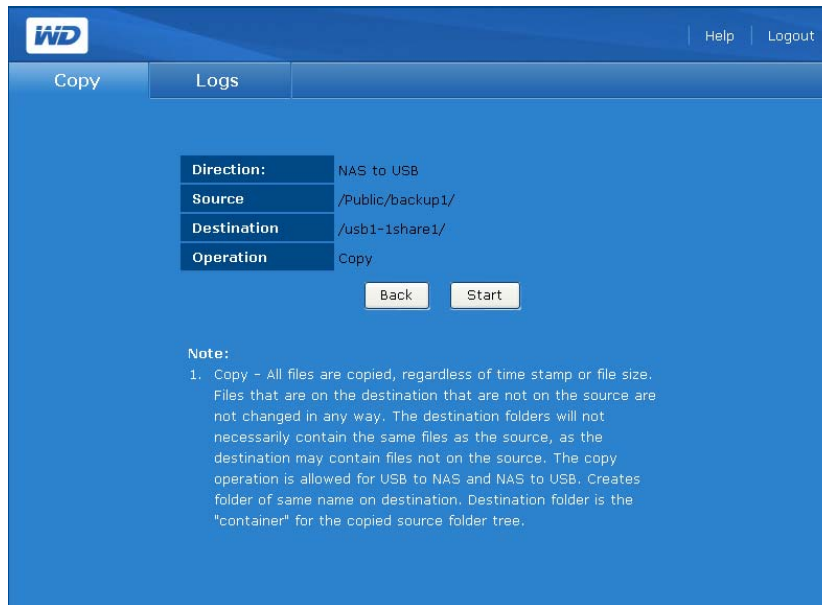 WD
Help Logout
Copy Logs
Direction: NAS to USB
Source /Public/backup1/
Destination /usb1-1share1/
Operation Copy
Back Start
Note:
1. Copy - All files are copied, regardless of time stamp or file size.
Files that are on the destination that are not on the source are
not changed in any way. The destination folders will not
necessarily contain the same files as the source, as the
destination may contain files not on the source. The copy
operation is allowed for USB to NAS and NAS to USB. Creates
folder of same name on destination. Destination folder is the
"container" for the copied source folder tree.